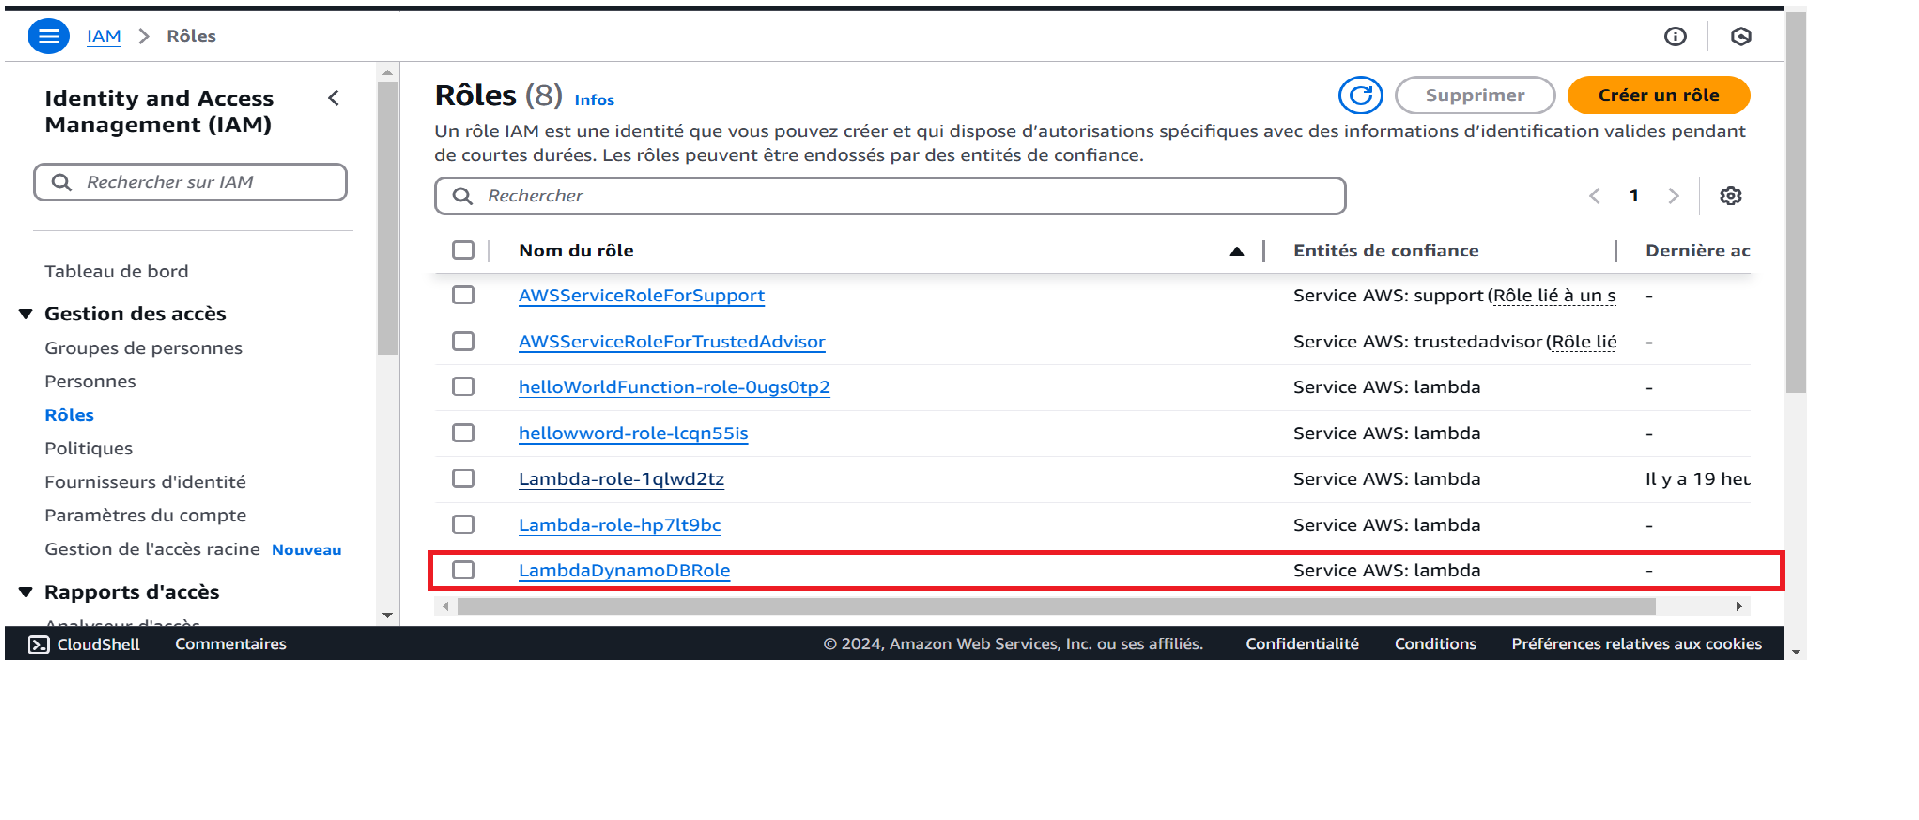 IAM > Rôles
Identity and Access
Management (IAM)
Rechercher sur IAM
Tableau de bord
Gestion des accès
Groupes de personnes
Personnes
Rôles
Politiques
Fournisseurs d'identité
Paramètres du compte
Gestion de l'accès racine Nouveau
Rapports d'accès
Analyseur d'accès
Rôles (8) Infos
Supprimer
Créer un rôle
Un rôle IAM est une identité que vous pouvez créer et qui dispose d'autorisations spécifiques avec des informations d'identification valides pendant
de courtes durées. Les rôles peuvent être endossés par des entités de confiance.
Rechercher
1
Nom du rôle Entités de confiance Dernière ac
AWSServiceRoleForSupport Service AWS: support (Rôle lié à un s -
AWSServiceRoleForTrustedAdvisor Service AWS: trustedadvisor (Rôle lié -
helloWorldFunction-role-0ugs0tp2 Service AWS: lambda -
hellowword-role-lcqn55is Service AWS: lambda -
Lambda-role-1qlwd2tz Service AWS: lambda Il y a 19 heu
Lambda-role-hp7lt9bc Service AWS: lambda -
LambdaDynamoDBRole Service AWS: lambda -
CloudShell Commentaires © 2024, Amazon Web Services, Inc. ou ses affiliés. Confidentialité Conditions Préférences relatives aux cookies